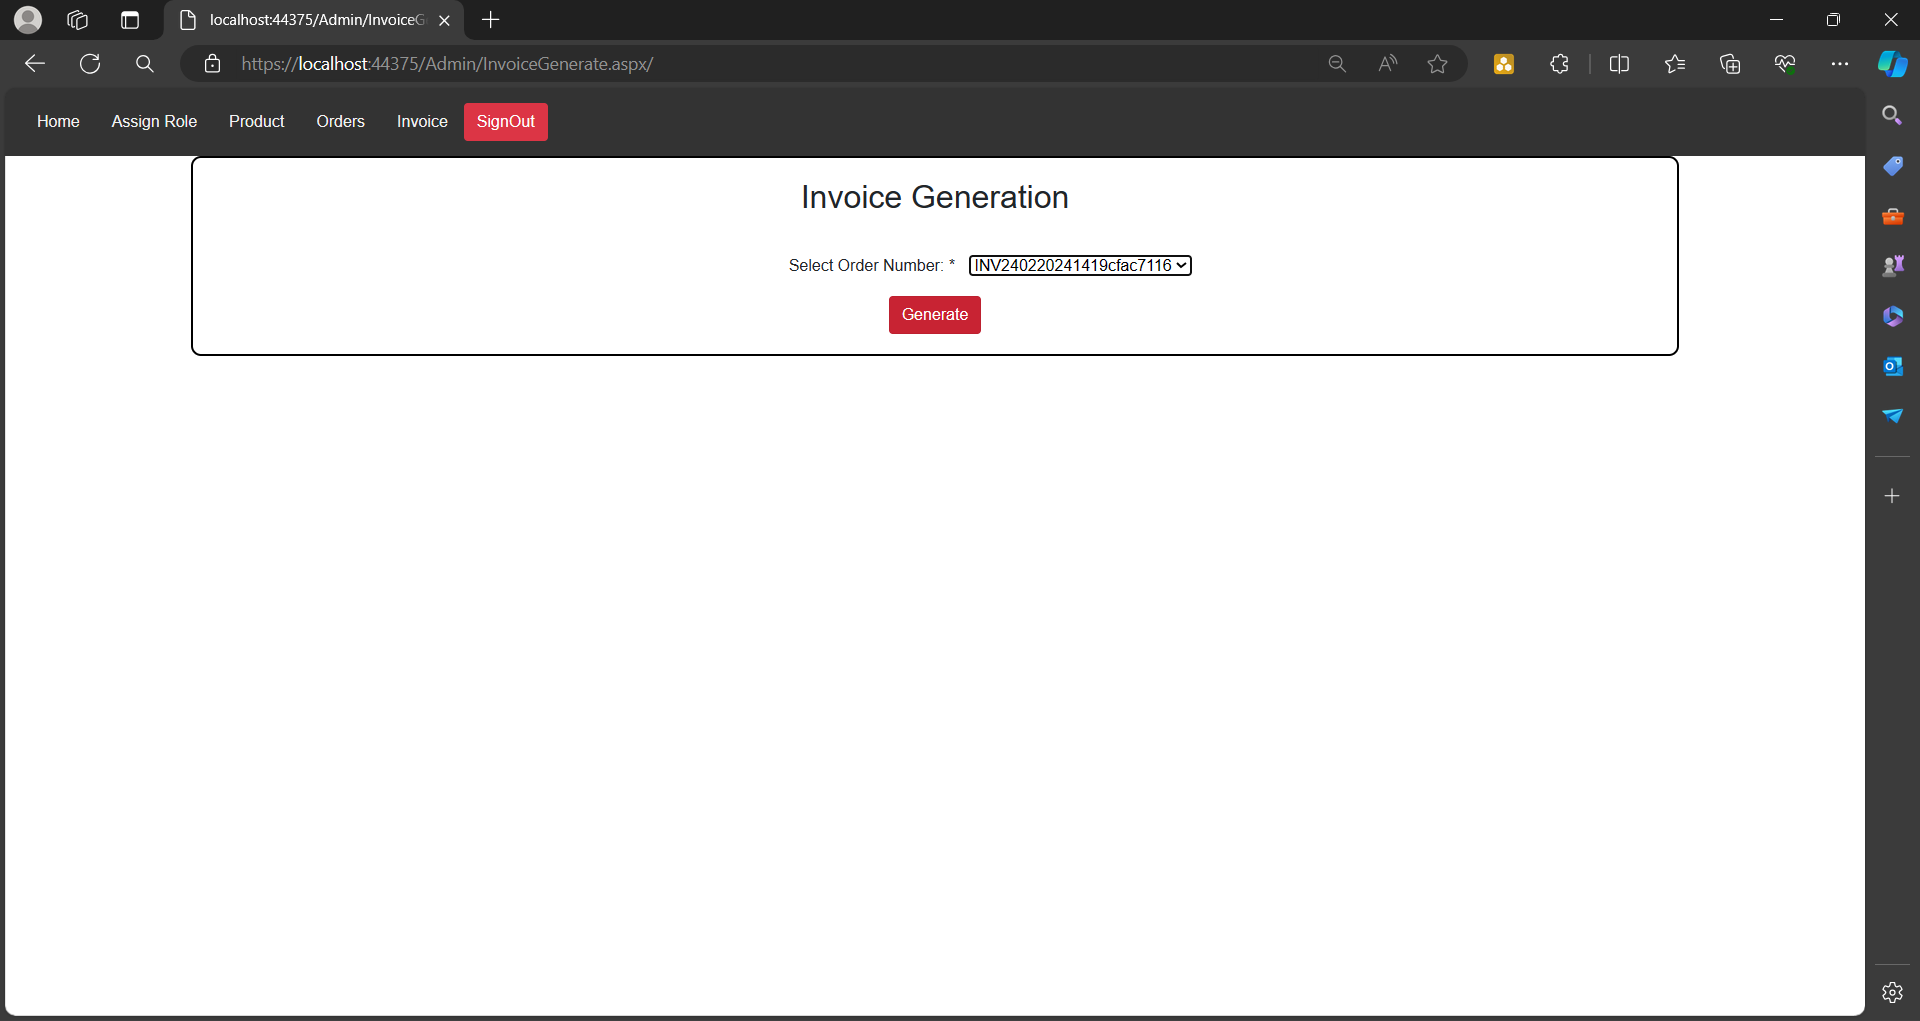 localhost:44375/Admin/InvoiceG
https://localhost:44375/Admin/InvoiceGenerate.aspx/
Home Assign Role Product Orders Invoice SignOut
Invoice Generation
Select Order Number: * INV240220241419cfac7116
Generate